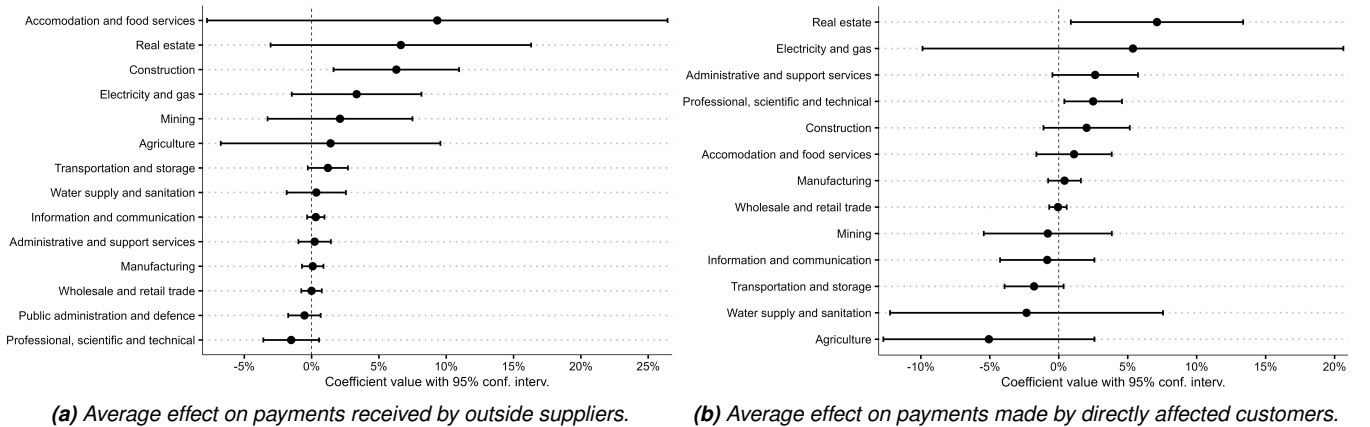 Accomodation and food services
Real estate
Construction
Electricity and gas
Mining
Agriculture
Transportation and storage
Water supply and sanitation
Information and communication
Administrative and support services
Manufacturing
Wholesale and retail trade
Public administration and defence
Professional, scientific and technical
-5% 0% 5% 10% 15% 20% 25%
Coefficient value with 95% conf. interv.
(a) Average effect on payments received by outside suppliers.
Real estate
Electricity and gas
Administrative and support services
Professional, scientific and technical
Construction
Accomodation and food services
Manufacturing
Wholesale and retail trade
Mining
Information and communication
Transportation and storage
Water supply and sanitation
Agriculture
-10% -5% 0% 5% 10% 15% 20%
Coefficient value with 95% conf. interv.
(b) Average effect on payments made by directly affected customers.